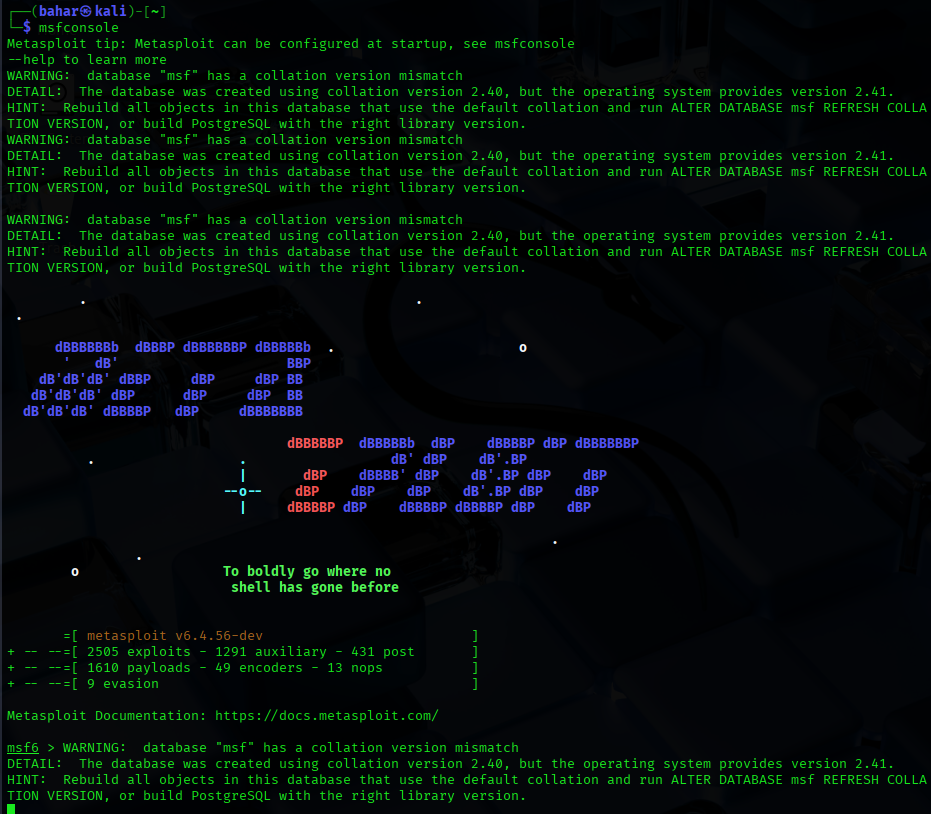 ┌──(bahar㉿kali)-[~]
└─$ msfconsole
Metasploit tip: Metasploit can be configured at startup, see msfconsole
--help to learn more
WARNING:  database "msf" has a collation version mismatch
DETAIL:  The database was created using collation version 2.40, but the operating system provides version 2.41.
HINT:  Rebuild all objects in this database that use the default collation and run ALTER DATABASE msf REFRESH COLLA
TION VERSION, or build PostgreSQL with the right library version.
WARNING:  database "msf" has a collation version mismatch
DETAIL:  The database was created using collation version 2.40, but the operating system provides version 2.41.
HINT:  Rebuild all objects in this database that use the default collation and run ALTER DATABASE msf REFRESH COLLA
TION VERSION, or build PostgreSQL with the right library version.

WARNING:  database "msf" has a collation version mismatch
DETAIL:  The database was created using collation version 2.40, but the operating system provides version 2.41.
HINT:  Rebuild all objects in this database that use the default collation and run ALTER DATABASE msf REFRESH COLLA
TION VERSION, or build PostgreSQL with the right library version.

         .                                         .
 .

      dBBBBBBb  dBBBP dBBBBBBP dBBBBBb  .                       o
       '   dB'                     BBP
    dB'dB'dB' dBBP     dBP     dBP BB
   dB'dB'dB' dBP      dBP     dBP  BB
  dB'dB'dB' dBBBBP   dBP     dBBBBBBB

                                   dBBBBBP  dBBBBBb  dBP    dBBBBP dBP dBBBBBBP
          .                  .                  dB' dBP    dB'.BP
                             |       dBP    dBBBB' dBP    dB'.BP dBP    dBP
                           --o--    dBP    dBP    dBP    dB'.BP dBP    dBP
                             |     dBBBBP dBP    dBBBBP dBBBBP dBP    dBP

                                                                    .
                .
        o                  To boldly go where no
                            shell has gone before


       =[ metasploit v6.4.56-dev                          ]
+ -- --=[ 2505 exploits - 1291 auxiliary - 431 post       ]
+ -- --=[ 1610 payloads - 49 encoders - 13 nops           ]
+ -- --=[ 9 evasion                                       ]

Metasploit Documentation: https://docs.metasploit.com/

msf6 > WARNING:  database "msf" has a collation version mismatch
DETAIL:  The database was created using collation version 2.40, but the operating system provides version 2.41.
HINT:  Rebuild all objects in this database that use the default collation and run ALTER DATABASE msf REFRESH COLLA
TION VERSION, or build PostgreSQL with the right library version.